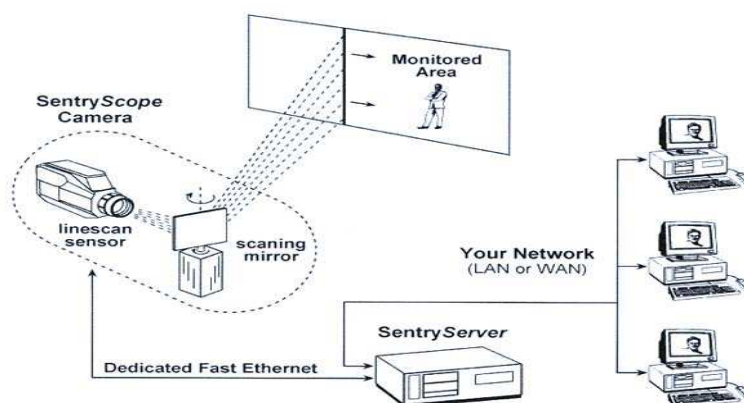 Monitored
Area
SentryScope
Camera
linescan
sensor
scaning
mirror
Your Network
(LAN or WAN)
SentryServer
Dedicated Fast Ethernet